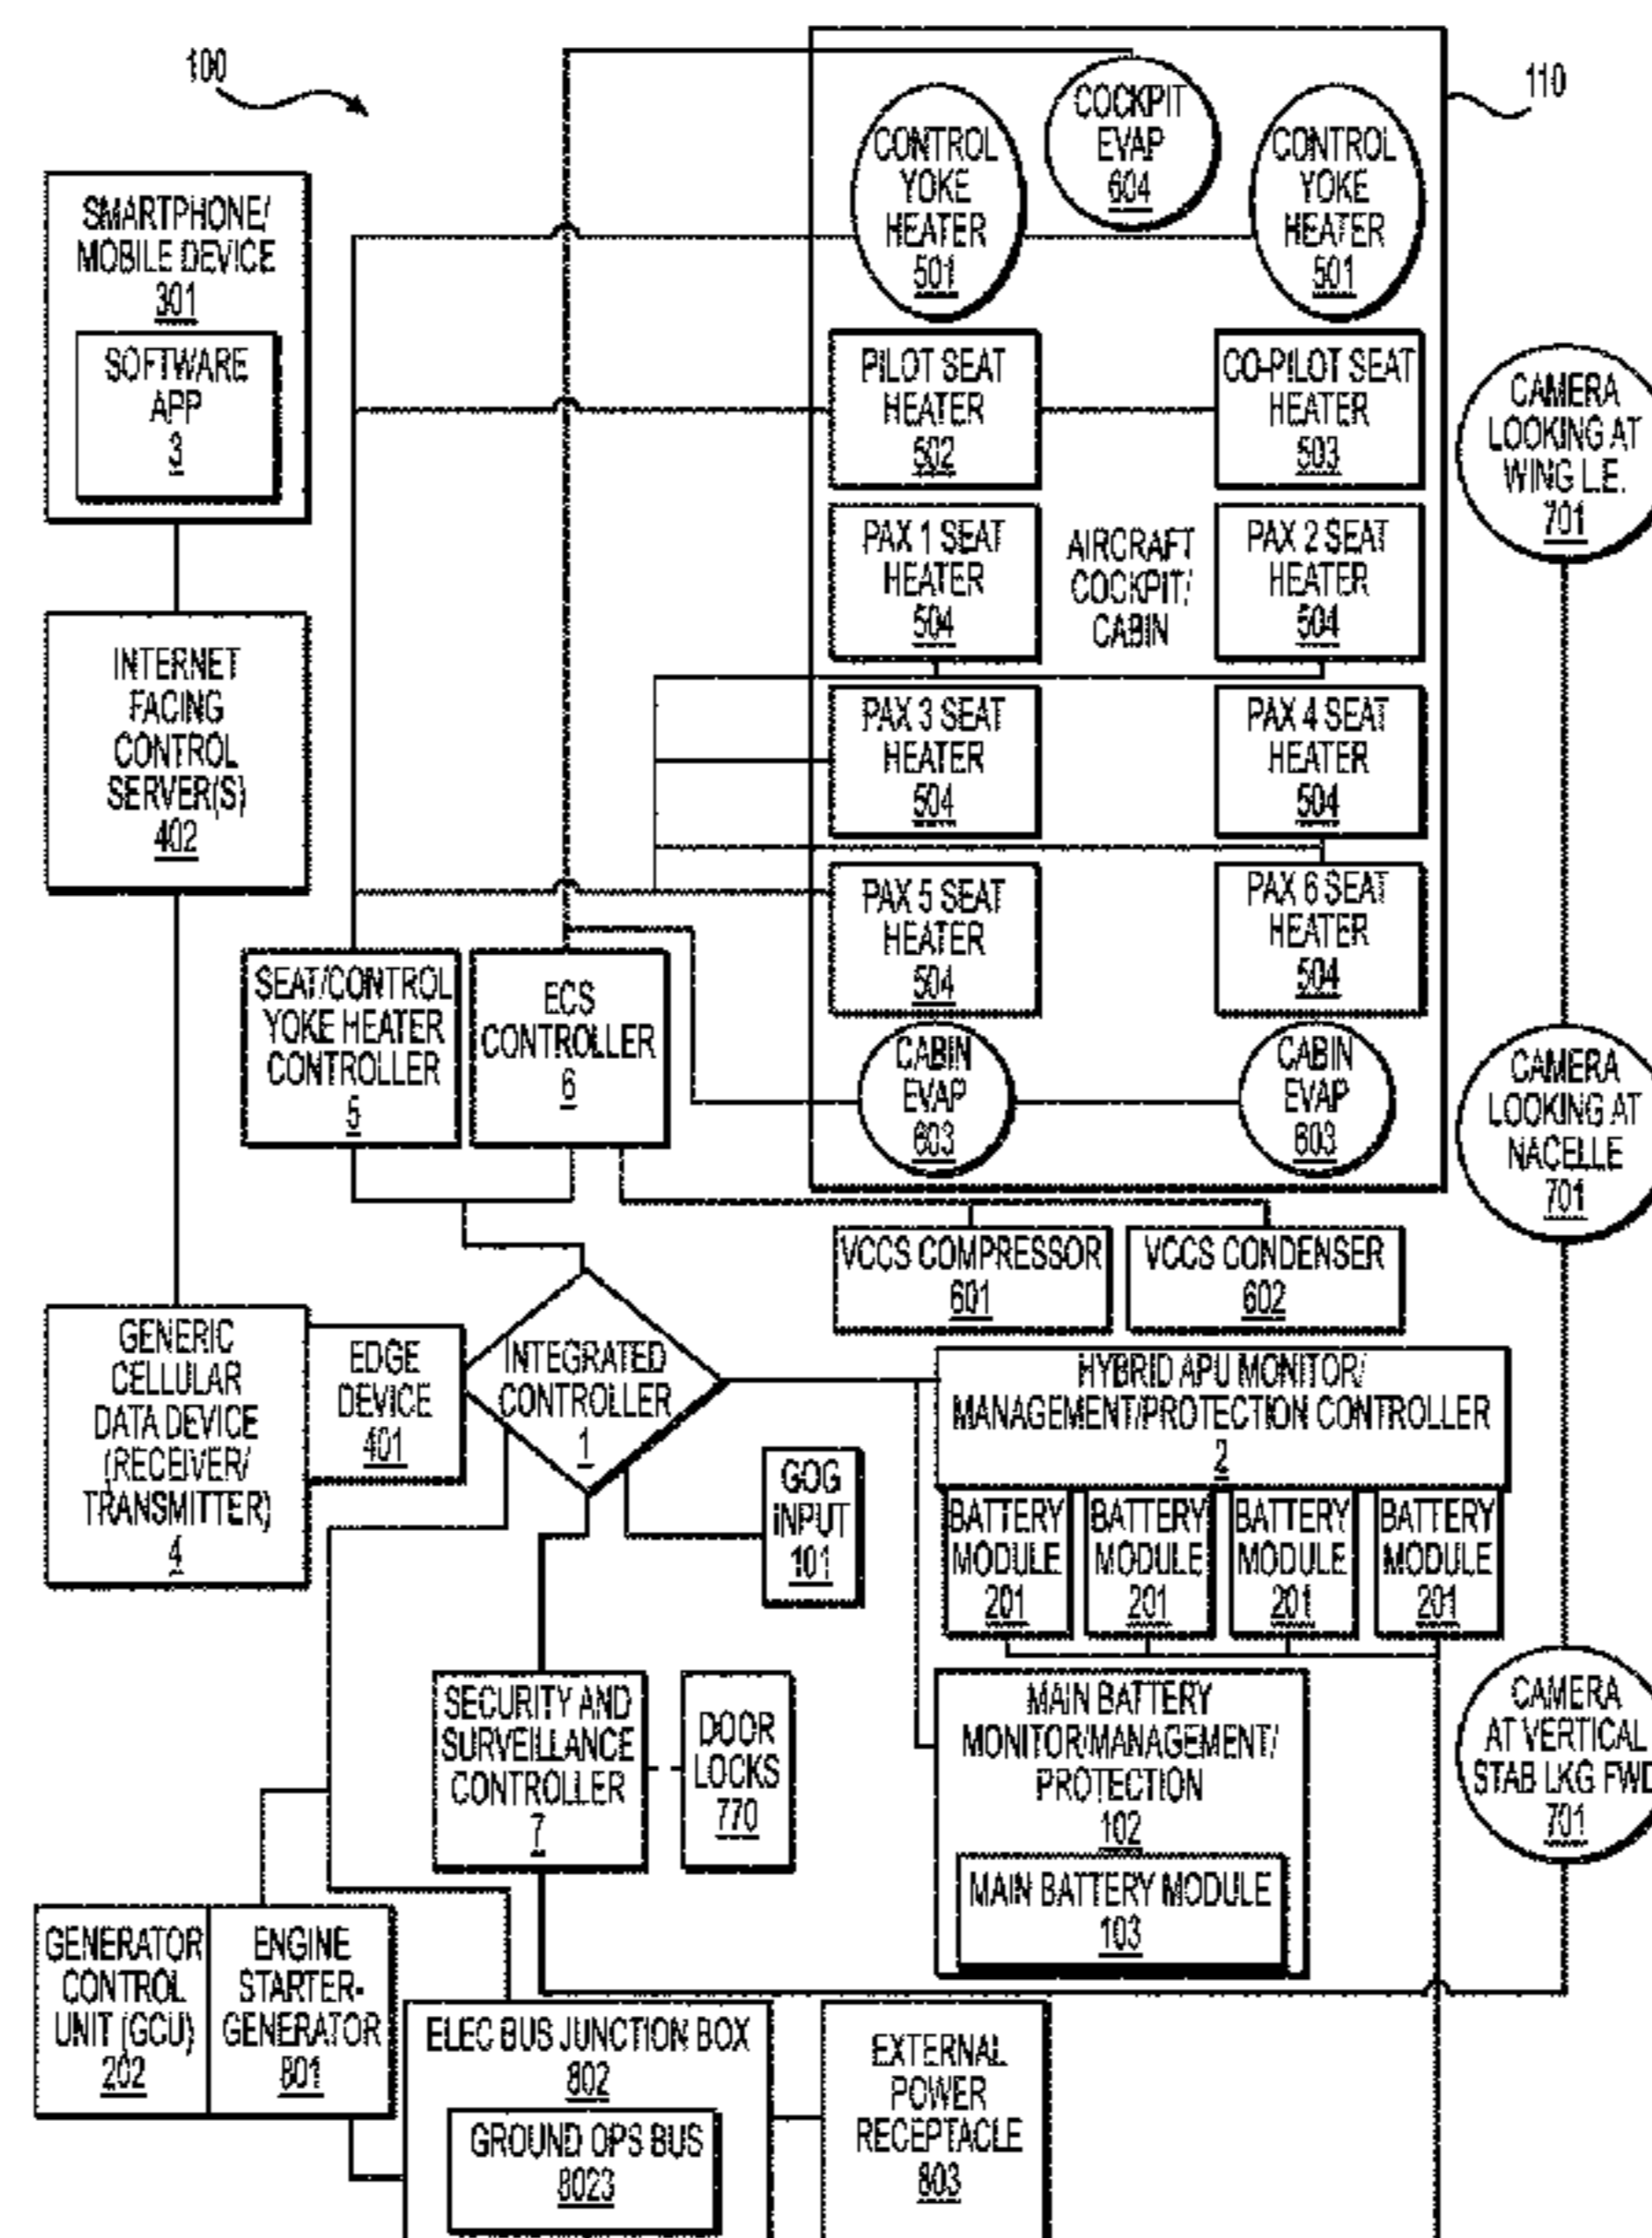 100
110
COCKPIT
EVAP
604
CONTROL
YOKE
HEATER
501
CONTROL
YOKE
HEATER
501
SMARTPHONE/
MOBILE DEVICE
301
SOFTWARE
APP
3
PILOT SEAT
HEATER
502
CO-PILOT SEAT
HEATER
503
CAMERA
LOOKING AT
WING L.E.
701
PAX 1 SEAT
HEATER
504
AIRCRAFT
COCKPIT/
CABIN
PAX 2 SEAT
HEATER
504
INTERNET
FACING
CONTROL
SERVER(S)
402
PAX 3 SEAT
HEATER
504
PAX 4 SEAT
HEATER
504
PAX 5 SEAT
HEATER
504
PAX 6 SEAT
HEATER
504
SEAT/CONTROL
YOKE HEATER
CONTROLLER
5
ECS
CONTROLLER
6
CABIN
EVAP
603
CABIN
EVAP
603
CAMERA
LOOKING AT
NACELLE
701
VCCS COMPRESSOR
601
VCCS CONDENSER
602
GENERIC
CELLULAR
DATA DEVICE
(RECEIVER/
TRANSMITTER)
4
EDGE
DEVICE
401
INTEGRATED
CONTROLLER
1
HYBRID APU MONITOR/
MANAGEMENT/PROTECTION CONTROLLER
2
GOG
INPUT
101
BATTERY
MODULE
201
BATTERY
MODULE
201
BATTERY
MODULE
201
BATTERY
MODULE
201
SECURITY AND
SURVEILLANCE
CONTROLLER
7
DOOR
LOCKS
770
MAIN BATTERY
MONITOR/MANAGEMENT/
PROTECTION
102
MAIN BATTERY MODULE
103
CAMERA
AT VERTICAL
STAB LKG FWD
701
GENERATOR
CONTROL
UNIT (GCU)
202
ENGINE
STARTER-
GENERATOR
801
ELEC BUS JUNCTION BOX
802
GROUND OPS BUS
8023
EXTERNAL
POWER
RECEPTACLE
803